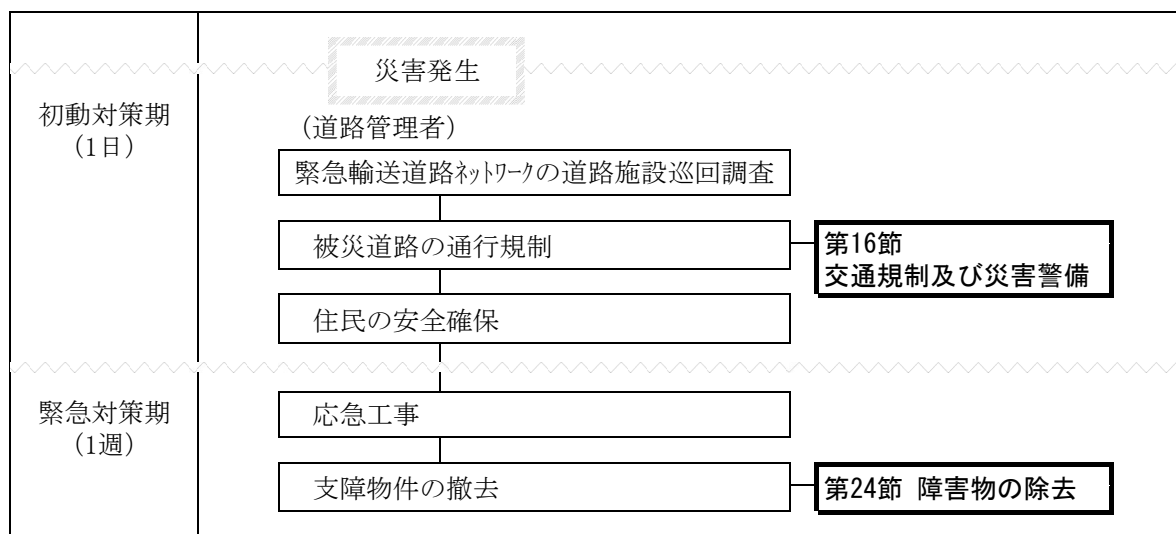 災害発生
初動対策期
（1日）
（道路管理者）
緊急輸送道路ﾈｯﾄﾜｰｸの道路施設巡回調査
被災道路の通行規制
第16節
交通規制及び災害警備
住民の安全確保
緊急対策期
（1週）
応急工事
支障物件の撤去
第24節 障害物の除去